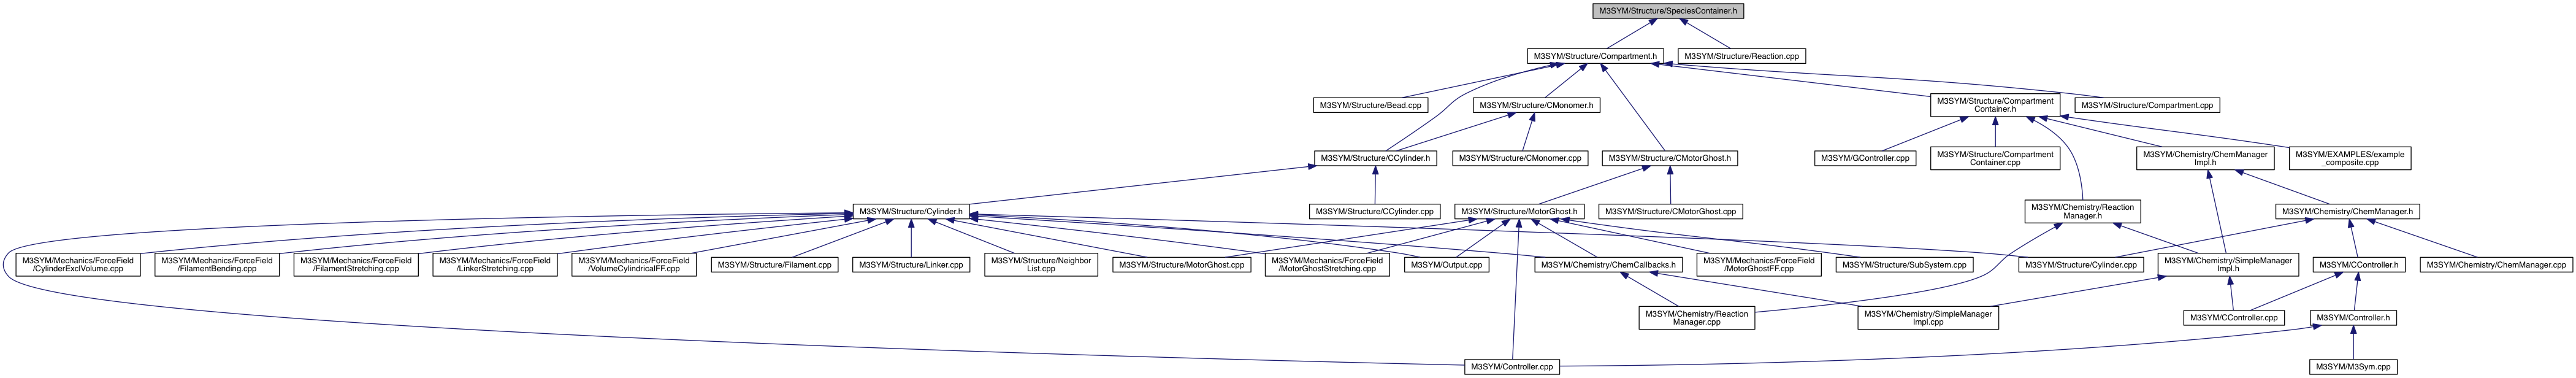 M3SYM/Structure/SpeciesContainer.h
M3SYM/Structure/Compartment.h
M3SYM/Structure/Reaction.cpp
M3SYM/Structure/Bead.cpp
M3SYM/Structure/CMonomer.h
M3SYM/Structure/Compartment
Container.h
M3SYM/Structure/Compartment.cpp
M3SYM/Structure/CCylinder.h
M3SYM/Structure/CMonomer.cpp
M3SYM/Structure/CMotorGhost.h
M3SYM/GController.cpp
M3SYM/Structure/Compartment
Container.cpp
M3SYM/Chemistry/ChemManager
Impl.h
M3SYM/EXAMPLES/example
_composite.cpp
M3SYM/Structure/Cylinder.h
M3SYM/Structure/CCylinder.cpp
M3SYM/Structure/MotorGhost.h
M3SYM/Structure/CMotorGhost.cpp
M3SYM/Chemistry/Reaction
Manager.h
M3SYM/Chemistry/ChemManager.h
M3SYM/Mechanics/ForceField
/CylinderExclVolume.cpp
M3SYM/Mechanics/ForceField
/FilamentBending.cpp
M3SYM/Mechanics/ForceField
/FilamentStretching.cpp
M3SYM/Mechanics/ForceField
/LinkerStretching.cpp
M3SYM/Mechanics/ForceField
/VolumeCylindricalFF.cpp
M3SYM/Structure/Filament.cpp
M3SYM/Structure/Linker.cpp
M3SYM/Structure/Neighbor
List.cpp
M3SYM/Structure/MotorGhost.cpp
M3SYM/Mechanics/ForceField
/MotorGhostStretching.cpp
M3SYM/Output.cpp
M3SYM/Chemistry/ChemCallbacks.h
M3SYM/Mechanics/ForceField
/MotorGhostFF.cpp
M3SYM/Structure/SubSystem.cpp
M3SYM/Structure/Cylinder.cpp
M3SYM/Chemistry/SimpleManager
Impl.h
M3SYM/CController.h
M3SYM/Chemistry/ChemManager.cpp
M3SYM/Chemistry/Reaction
Manager.cpp
M3SYM/Chemistry/SimpleManager
Impl.cpp
M3SYM/CController.cpp
M3SYM/Controller.h
M3SYM/Controller.cpp
M3SYM/M3Sym.cpp